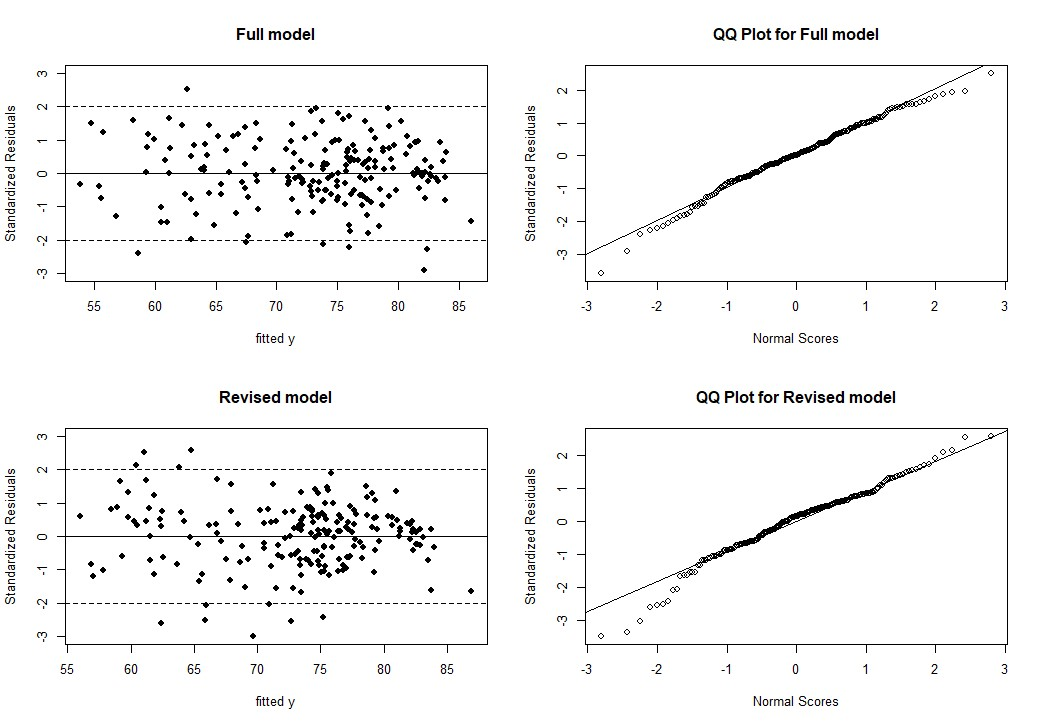 Full model
Standardized Residuals
3
2
1
0
-1
-2
-3
55 60 65 70 75 80 85
fitted y
QQ Plot for Full model
Standardized Residuals
2
1
0
-1
-2
-3
-3 -2 -1 0 1 2 3
Normal Scores
Revised model
Standardized Residuals
3
2
1
0
-1
-2
-3
55 60 65 70 75 80 85
fitted y
QQ Plot for Revised model
Standardized Residuals
2
1
0
-1
-2
-3
-3 -2 -1 0 1 2 3
Normal Scores